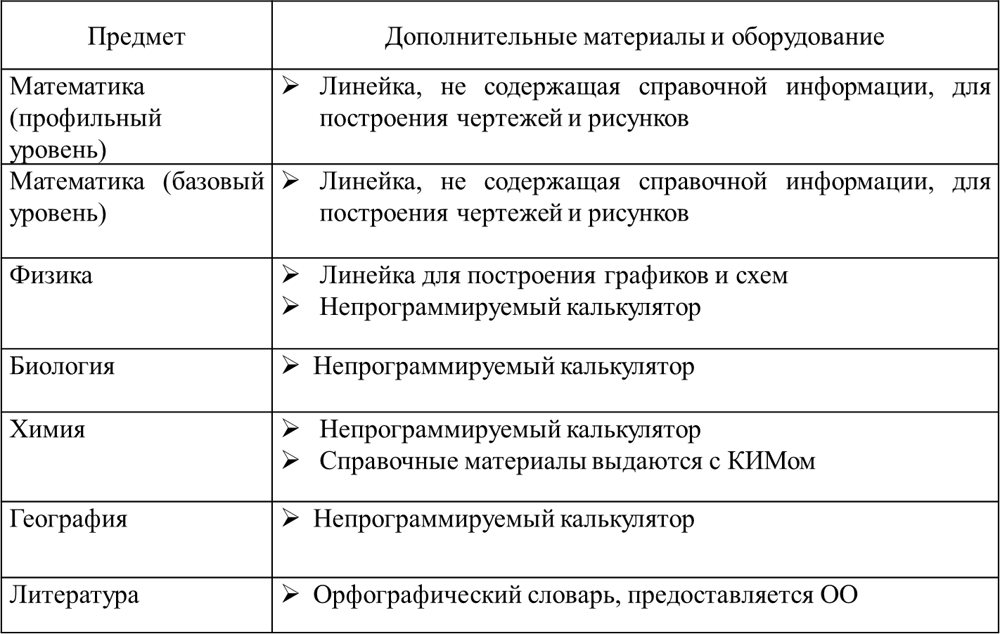 Предмет
Дополнительные материалы и оборудование
Математика
(профильный
уровень)
➢ Линейка, не содержащая справочной информации, для
построения чертежей и рисунков
Математика (базовый
уровень)
➢ Линейка, не содержащая справочной информации, для
построения чертежей и рисунков
Физика
➢ Линейка для построения графиков и схем
➢ Непрограммируемый калькулятор
Биология
➢ Непрограммируемый калькулятор
Химия
➢ Непрограммируемый калькулятор
➢ Справочные материалы выдаются с КИМом
География
➢ Непрограммируемый калькулятор
Литература
➢ Орфографический словарь, предоставляется ОО